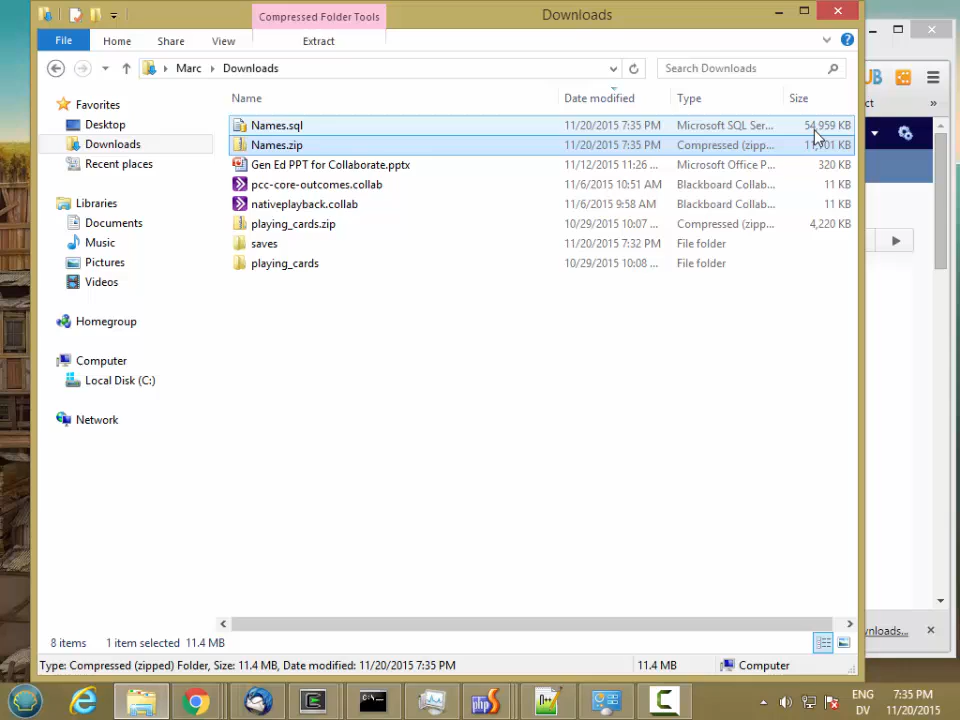 Compressed Folder Tools
Downloads
File
Home
Share
View
Extract
Marc
Downloads
Search Downloads
Name
Date modified
Type
Size
Favorites
Desktop
Downloads
Recent places
Libraries
Documents
Music
Pictures
Videos
Homegroup
Computer
Local Disk (C:)
Network
Names.sql 11/20/2015 7:35 PM Microsoft SQL Ser... 54,959 KB
Names.zip 11/20/2015 7:35 PM Compressed (zipp... KB
Gen Ed PPT for Collaborate.pptx 11/12/2015 11:26 ... Microsoft Office P... 320 KB
pcc-core-outcomes.collab 11/6/2015 10:51 AM Blackboard Collab... 11 KB
nativeplayback.collab 11/6/2015 9:58 AM Blackboard Collab... 11 KB
playing_cards.zip 10/29/2015 10:07 ... Compressed (zipp... 4,220 KB
saves 11/20/2015 7:32 PM File folder
playing_cards 10/29/2015 10:08 ... File folder
8 items 1 item selected 11.4 MB
Type: Compressed (zipped) Folder, Size: 11.4 MB, Date modified: 11/20/2015 7:35 PM
11.4 MB
Computer
UB
ct
»
wnloads...
ENG
DV
7:35 PM
11/20/2015